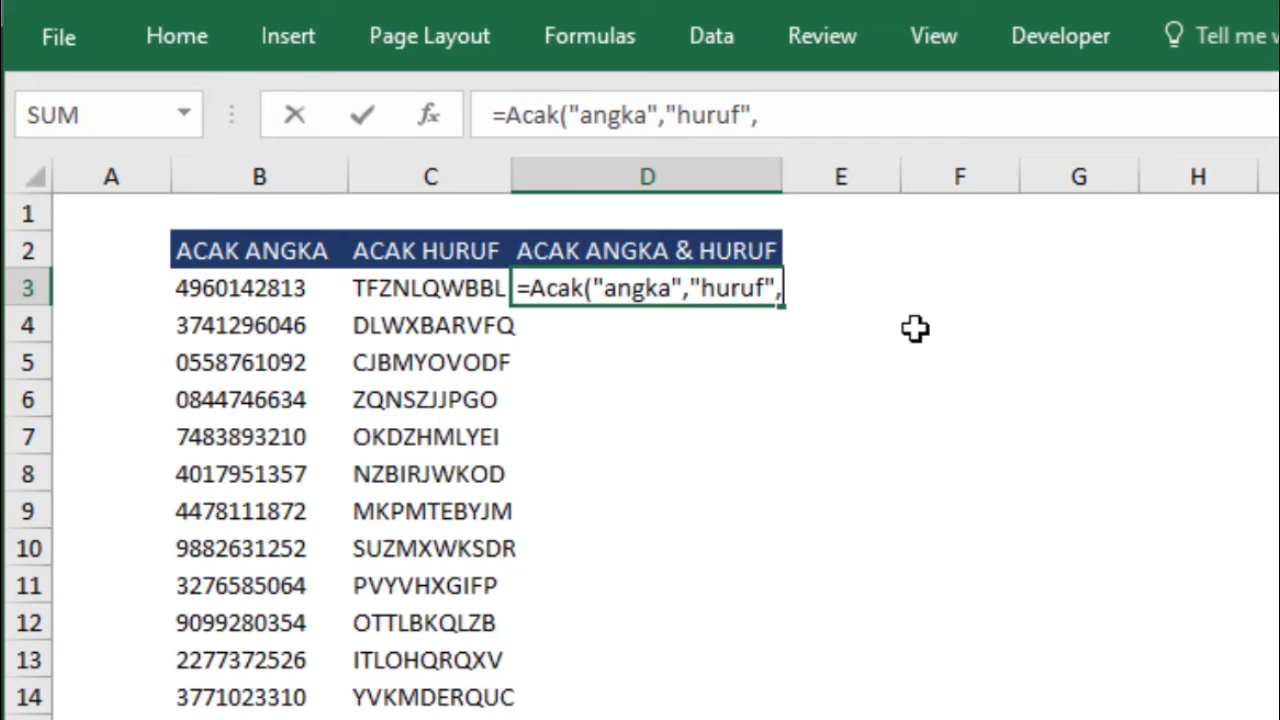 File Home Insert Page Layout Formulas Data Review View Developer Tell me
SUM fx =Acak("angka","huruf",
A B C D E F G H
1
2 ACAK ANGKA ACAK HURUF ACAK ANGKA & HURUF
3 4960142813 TFZNLQWBBL =Acak("angka","huruf",
4 3741296046 DLWXBARVFQ
5 0558761092 CJBMYOVODF
6 0844746634 ZQNSZJJPGO
7 7483893210 OKDZHMLYEI
8 4017951357 NZBIRJWKOD
9 4478111872 MKPMTEBYJM
10 9882631252 SUZMXWKSDR
11 3276585064 PVYVHXGIFP
12 9099280354 OTTLBKQLZB
13 2277372526 ITLOHQRQXV
14 3771023310 YVKMDERQUC